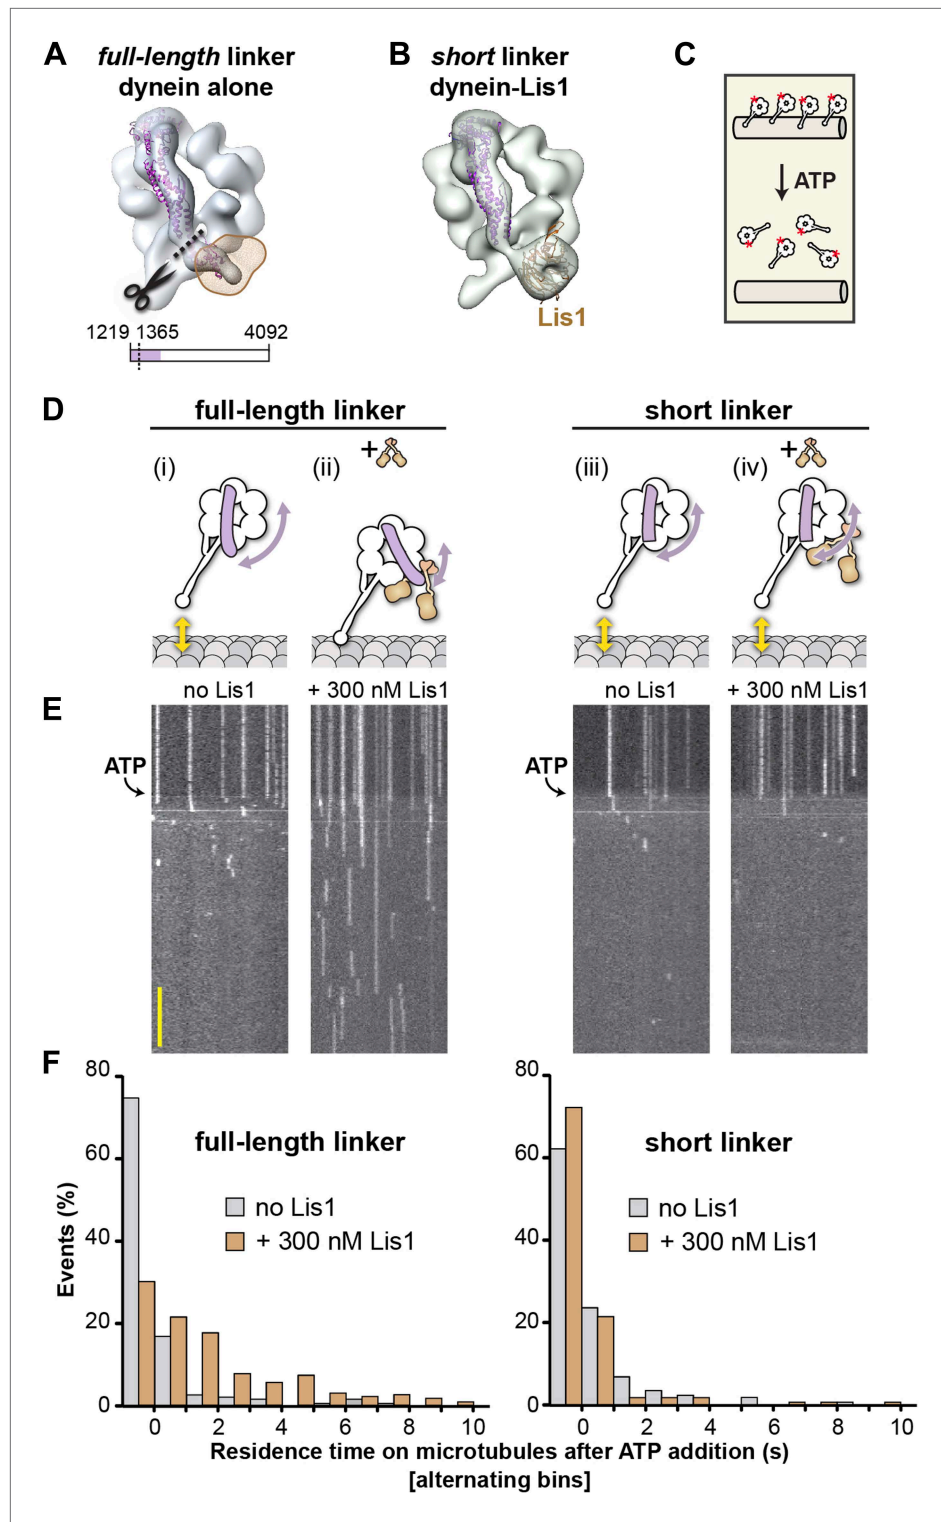 A
full-length linker
dynein alone
B
short linker
dynein-Lis1
C
ATP
Lis1
1219 1365 4092
D
full-length linker
short linker
+
+
(i)
(ii)
(iii)
(iv)
no Lis1
+ 300 nM Lis1
no Lis1
+ 300 nM Lis1
E
ATP
ATP
F
80
60
40
20
0
Events (%)
full-length linker
no Lis1
+ 300 nM Lis1
0 2 4 6 8 10
80
60
40
20
0
short linker
no Lis1
+ 300 nM Lis1
0 2 4 6 8 10
Residence time on microtubules after ATP addition (s)
[alternating bins]